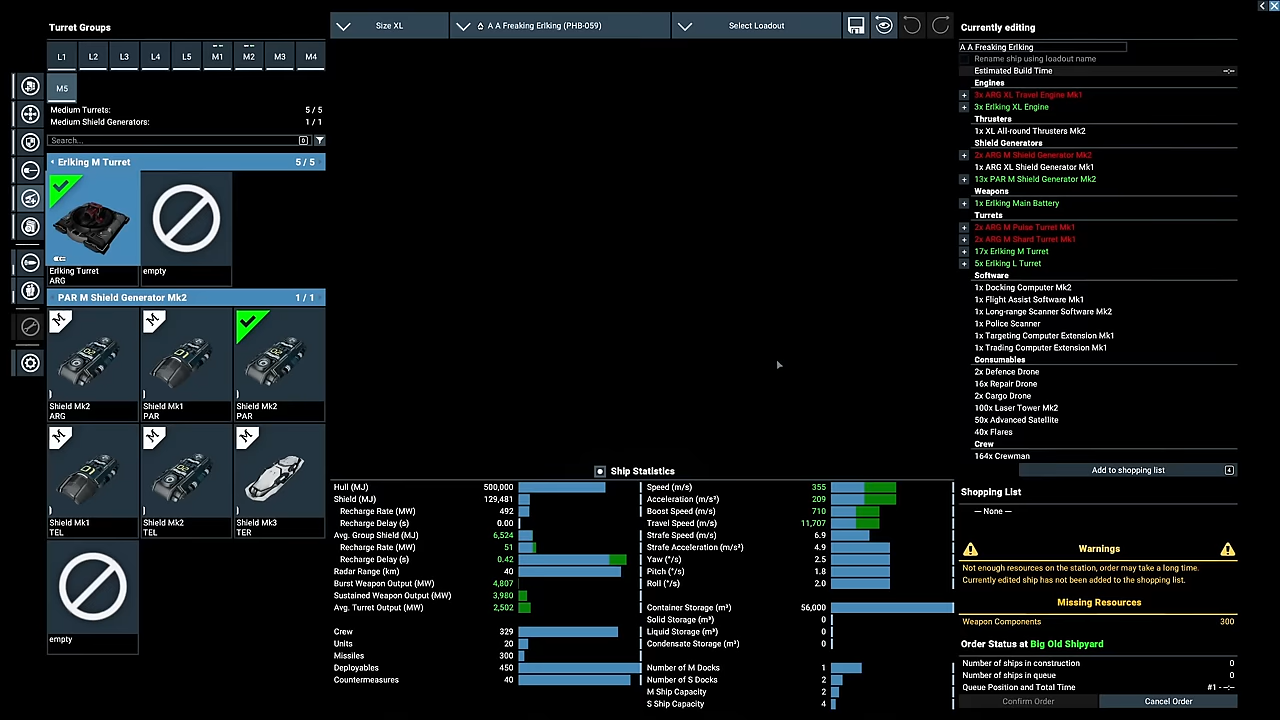 Turret Groups
L1 L2 L3 L4 L5 M1 M2 M3 M4
M5
Medium Turrets: 5 / 5
Medium Shield Generators: 1 / 1
Search...
Erlking M Turret 5 / 5
Erlking Turret
ARG
empty
PAR M Shield Generator Mk2 1 / 1
Shield Mk2
ARG
Shield Mk1
PAR
Shield Mk2
PAR
Shield Mk1
TEL
Shield Mk2
TEL
Shield Mk3
TER
empty
Size XL
A A Freaking Erlking (PHB-059)
Select Loadout
Ship Statistics
Hull (MJ) 500,000
Shield (MJ) 129,481
Recharge Rate (MW) 492
Recharge Delay (s) 0.00
Avg. Group Shield (MJ) 6,524
Recharge Rate (MW) 51
Recharge Delay (s) 0.42
Radar Range (km) 40
Burst Weapon Output (MW) 4,807
Sustained Weapon Output (MW) 3,980
Avg. Turret Output (MW) 2,502
Crew 329
Units 20
Missiles 300
Deployables 450
Countermeasures 40
Speed (m/s) 355
Acceleration (m/s²) 209
Boost Speed (m/s) 710
Travel Speed (m/s) 11,707
Strafe Speed (m/s) 6.9
Strafe Acceleration (m/s²) 4.9
Yaw (°/s) 2.5
Pitch (°/s) 1.8
Roll (°/s) 2.0
Container Storage (m³) 56,000
Solid Storage (m³) 0
Liquid Storage (m³) 0
Condensate Storage (m³) 0
Number of M Docks 1
Number of S Docks 2
M Ship Capacity 2
S Ship Capacity 4
Currently editing
A A Freaking Erlking
Rename ship using loadout name
Estimated Build Time --:--
Engines
3x ARG XL Travel Engine Mk1
3x Erlking XL Engine
Thrusters
1x XL All-round Thrusters Mk2
Shield Generators
2x ARG M Shield Generator Mk2
1x ARG XL Shield Generator Mk1
13x PAR M Shield Generator Mk2
Weapons
1x Erlking Main Battery
Turrets
2x ARG M Pulse Turret Mk1
2x ARG M Shard Turret Mk1
17x Erlking M Turret
5x Erlking L Turret
Software
1x Docking Computer Mk2
1x Flight Assist Software Mk1
1x Long-range Scanner Software Mk2
1x Police Scanner
1x Targeting Computer Extension Mk1
1x Trading Computer Extension Mk1
Consumables
2x Defence Drone
16x Repair Drone
2x Cargo Drone
100x Laser Tower Mk2
50x Advanced Satellite
40x Flares
Crew
164x Crewman
Add to shopping list
Shopping List
— None —
Warnings
Not enough resources on the station, order may take a long time.
Currently edited ship has not been added to the shopping list.
Missing Resources
Weapon Components 300
Order Status at Big Old Shipyard
Number of ships in construction 0
Number of ships in queue 0
Queue Position and Total Time #1 - --:--
Confirm Order
Cancel Order